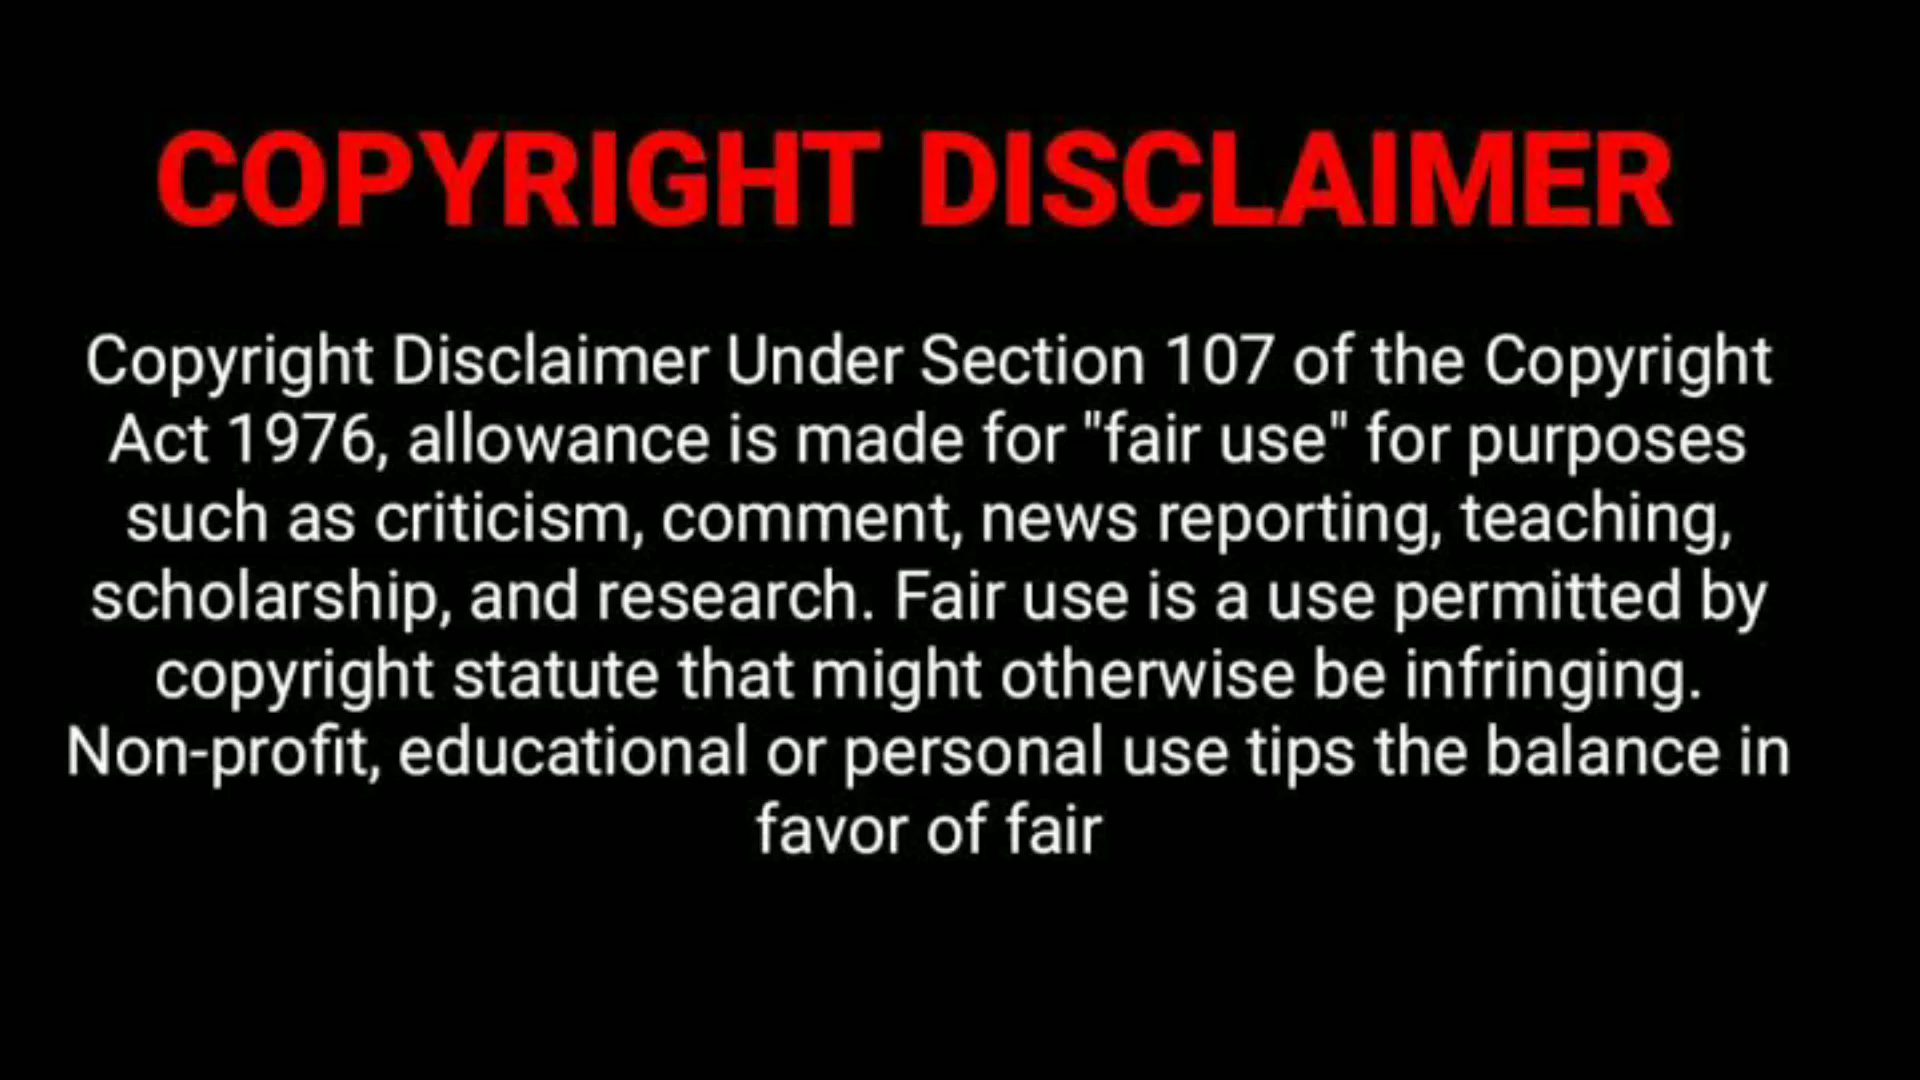 COPYRIGHT DISCLAIMER
Copyright Disclaimer Under Section 107 of the Copyright
Act 1976, allowance is made for "fair use" for purposes
such as criticism, comment, news reporting, teaching,
scholarship, and research. Fair use is a use permitted by
copyright statute that might otherwise be infringing.
Non-profit, educational or personal use tips the balance in
favor of fair